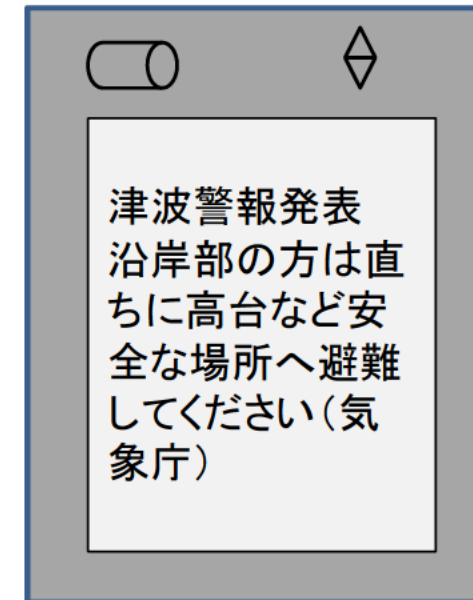 津波警報発表
沿岸部の方は直
ちに高台など安
全な場所へ避難
してください（気
象庁）